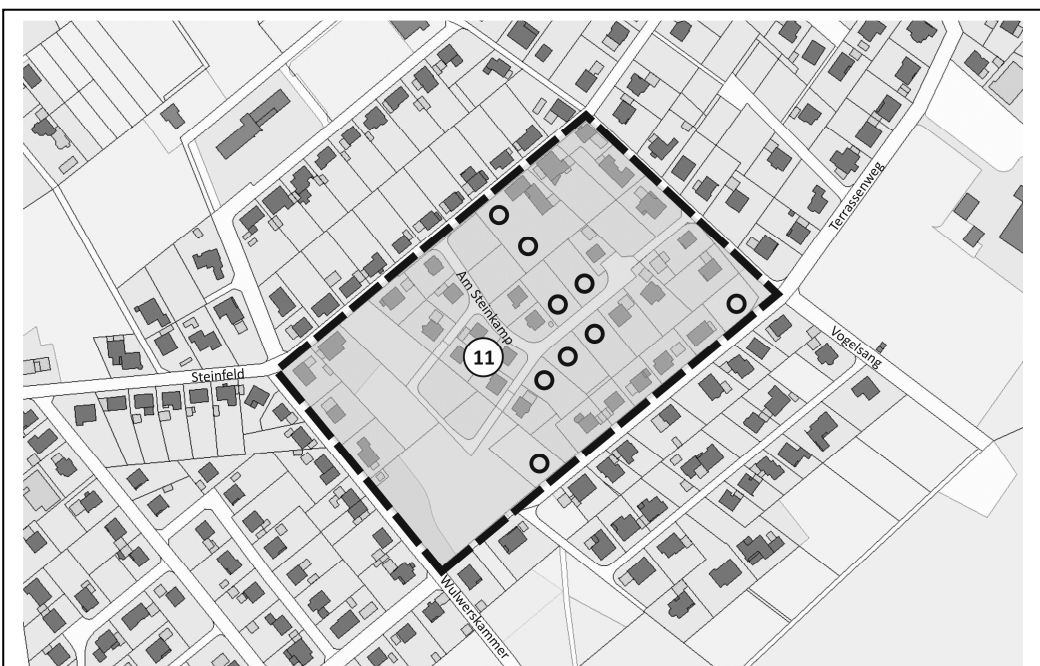 Terrassenweg
Am Steinkamp
11
Vogelsang
Steinfeld
Wulwerskammer